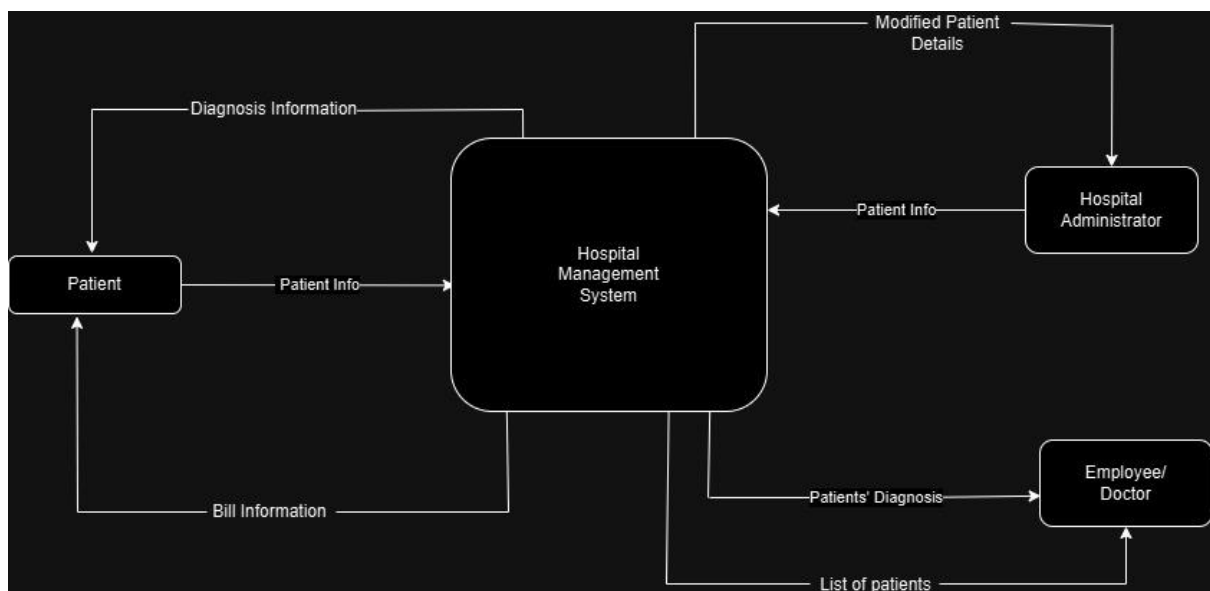 Modified Patient
Details
Diagnosis Information
Hospital
Administrator
Patient Info
Hospital
Management
System
Patient
Patient Info
Employee/
Doctor
Patients' Diagnosis
Bill Information
List of patients